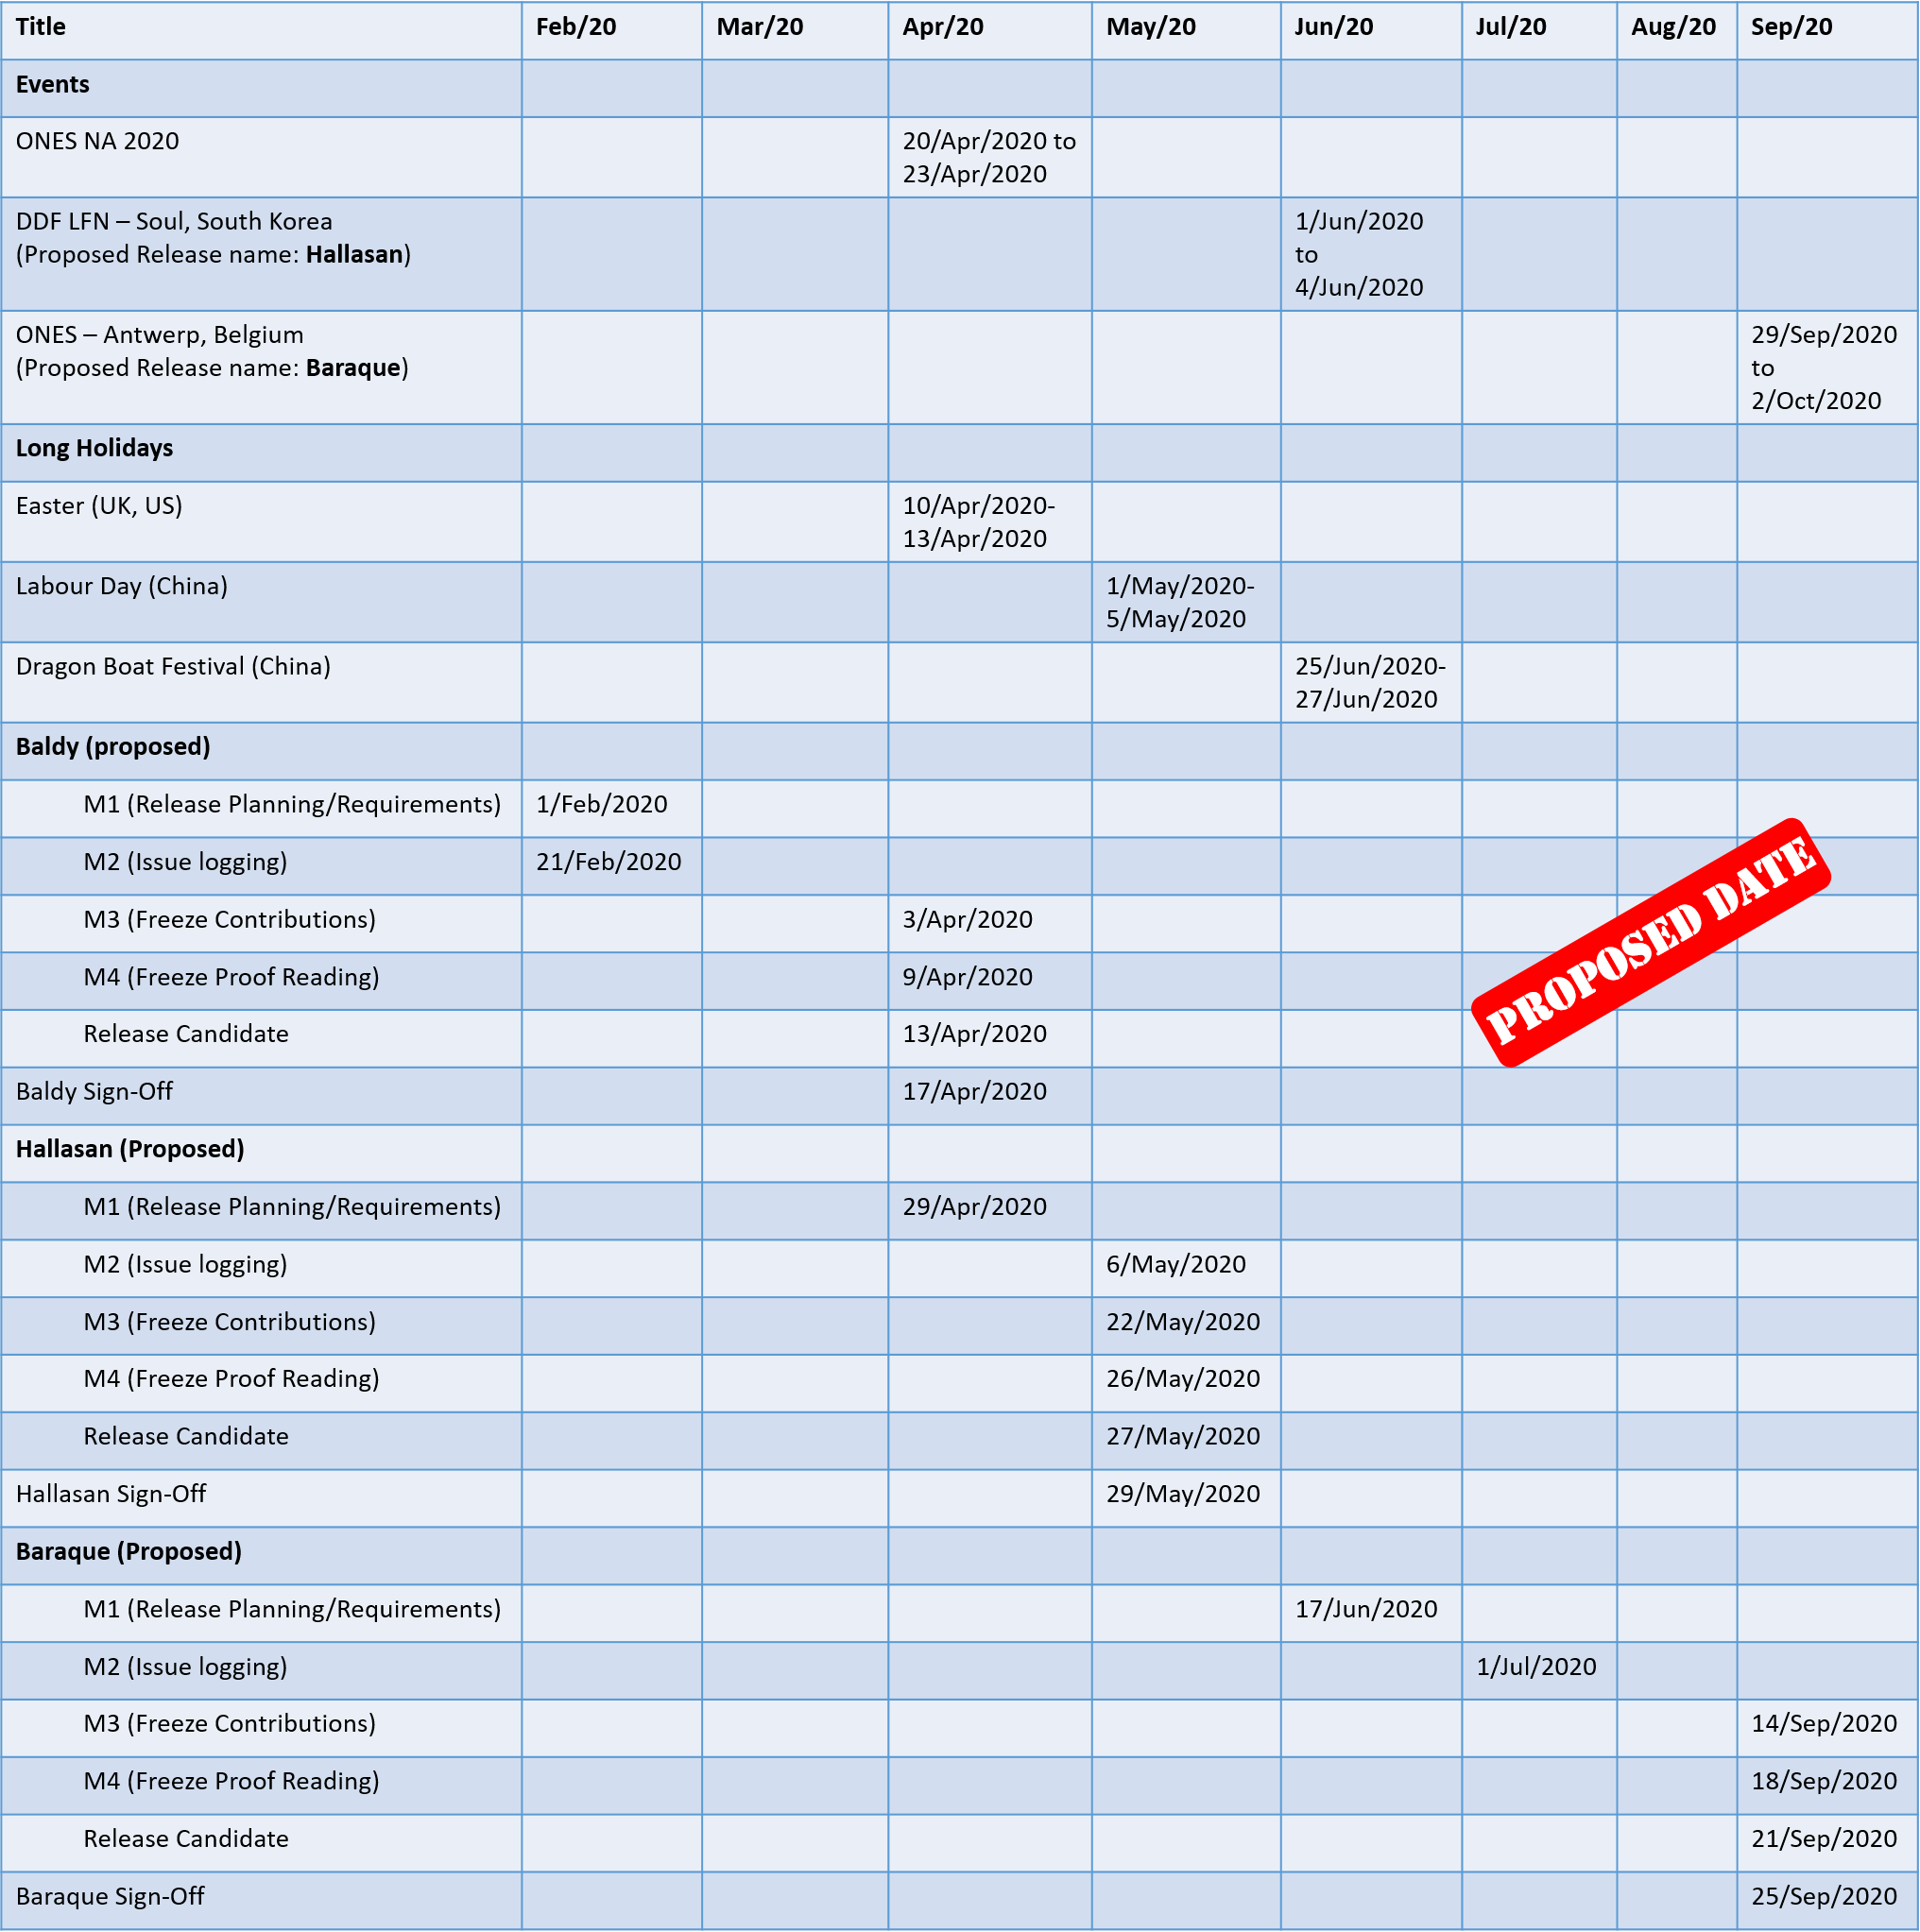 Title Feb/20 Mar/20 Apr/20 May/20 Jun/20 Jul/20 Aug/20 Sep/20
Events
ONES NA 2020 20/Apr/2020 to
23/Apr/2020
DDF LFN – Soul, South Korea 1/Jun/2020
(Proposed Release name: Hallasan) to
4/Jun/2020
ONES – Antwerp, Belgium 29/Sep/2020
(Proposed Release name: Baraque) to
2/Oct/2020
Long Holidays
Easter (UK, US) 10/Apr/2020-
13/Apr/2020
Labour Day (China) 1/May/2020-
5/May/2020
Dragon Boat Festival (China) 25/Jun/2020-
27/Jun/2020
Baldy (proposed)
M1 (Release Planning/Requirements) 1/Feb/2020
M2 (Issue logging) 21/Feb/2020
M3 (Freeze Contributions) 3/Apr/2020
M4 (Freeze Proof Reading) 9/Apr/2020
PROPOSED DATE
Release Candidate 13/Apr/2020
Baldy Sign-Off 17/Apr/2020
Hallasan (Proposed)
M1 (Release Planning/Requirements) 29/Apr/2020
M2 (Issue logging) 6/May/2020
M3 (Freeze Contributions) 22/May/2020
M4 (Freeze Proof Reading) 26/May/2020
Release Candidate 27/May/2020
Hallasan Sign-Off 29/May/2020
Baraque (Proposed)
M1 (Release Planning/Requirements) 17/Jun/2020
M2 (Issue logging) 1/Jul/2020
M3 (Freeze Contributions) 14/Sep/2020
M4 (Freeze Proof Reading) 18/Sep/2020
Release Candidate 21/Sep/2020
Baraque Sign-Off 25/Sep/2020